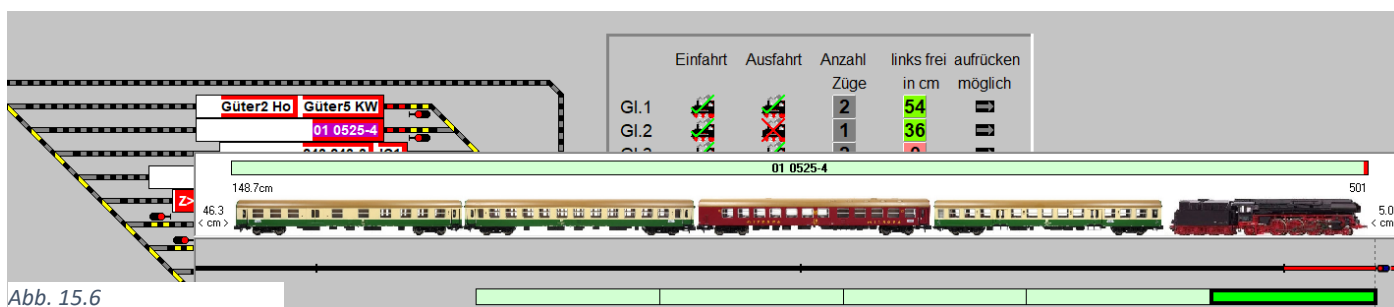 Einfahrt Ausfahrt Anzahl Züge links frei in cm aufrücken möglich
Güter2 Ho Güter5 KW
Gl.1 2 54
01 0525-4
Gl.2 1 36
01 0525-4
148.7cm 501
46.3
< cm >
5.0
< cm
Z>
Abb. 15.6